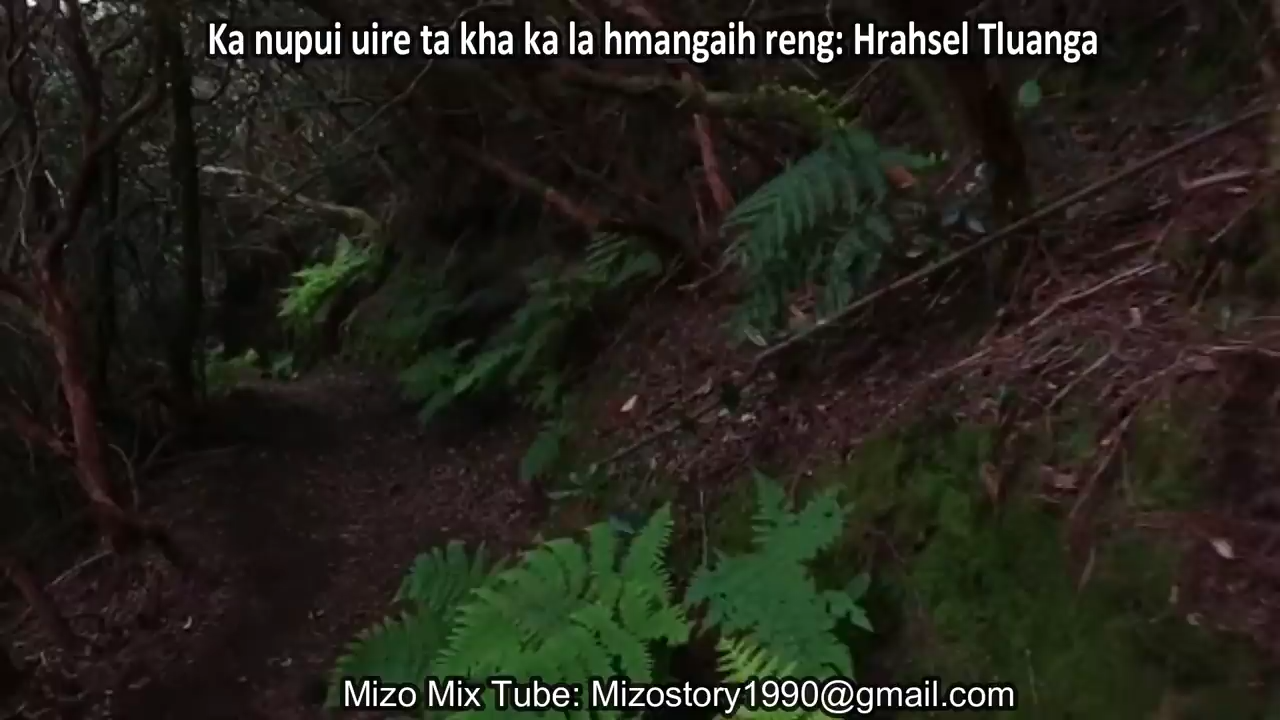 Ka nupui uire ta kha ka la hmangaih reng: Hrahsel Tluanga
Mizo Mix Tube: Mizostory1990@gmail.com